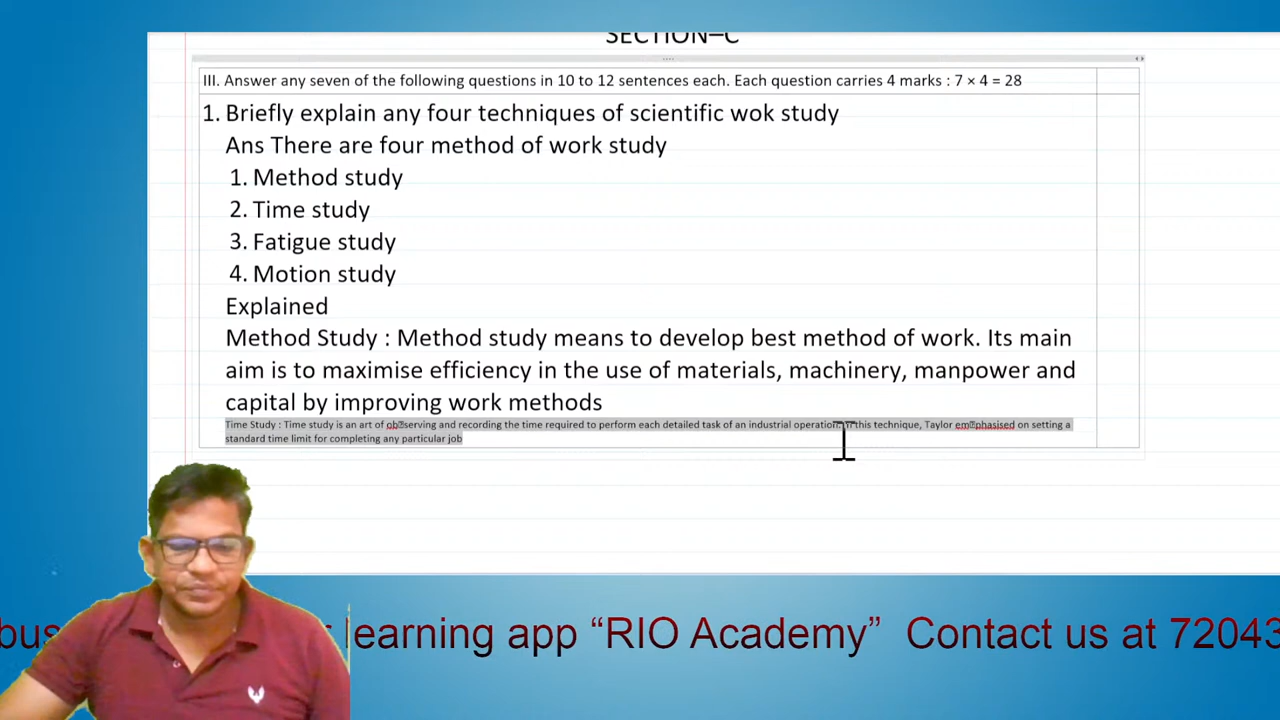 SECTION–C
III. Answer any seven of the following questions in 10 to 12 sentences each. Each question carries 4 marks : 7 × 4 = 28
1. Briefly explain any four techniques of scientific wok study
Ans There are four method of work study
1. Method study
2. Time study
3. Fatigue study
4. Motion study
Explained
Method Study : Method study means to develop best method of work. Its main
aim is to maximise efficiency in the use of materials, machinery, manpower and
capital by improving work methods
Time Study : Time study is an art of observing and recording the time required to perform each detailed task of an industrial operation. In this technique, Taylor emphasised on setting a
standard time limit for completing any particular job
learning app “RIO Academy” Contact us at 72043